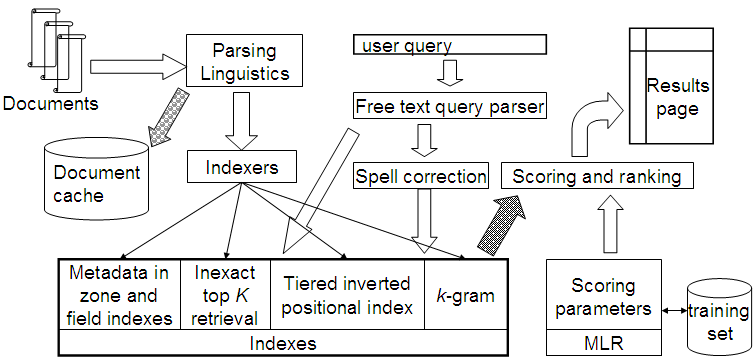 Documents
Parsing
Linguistics
user query
Free text query parser
Results
page
Document
cache
Indexers
Spell correction
Scoring and ranking
Metadata in
zone and
field indexes
Inexact
top K
retrieval
Tiered inverted
positional index
k-gram
Indexes
Scoring
parameters
MLR
training
set